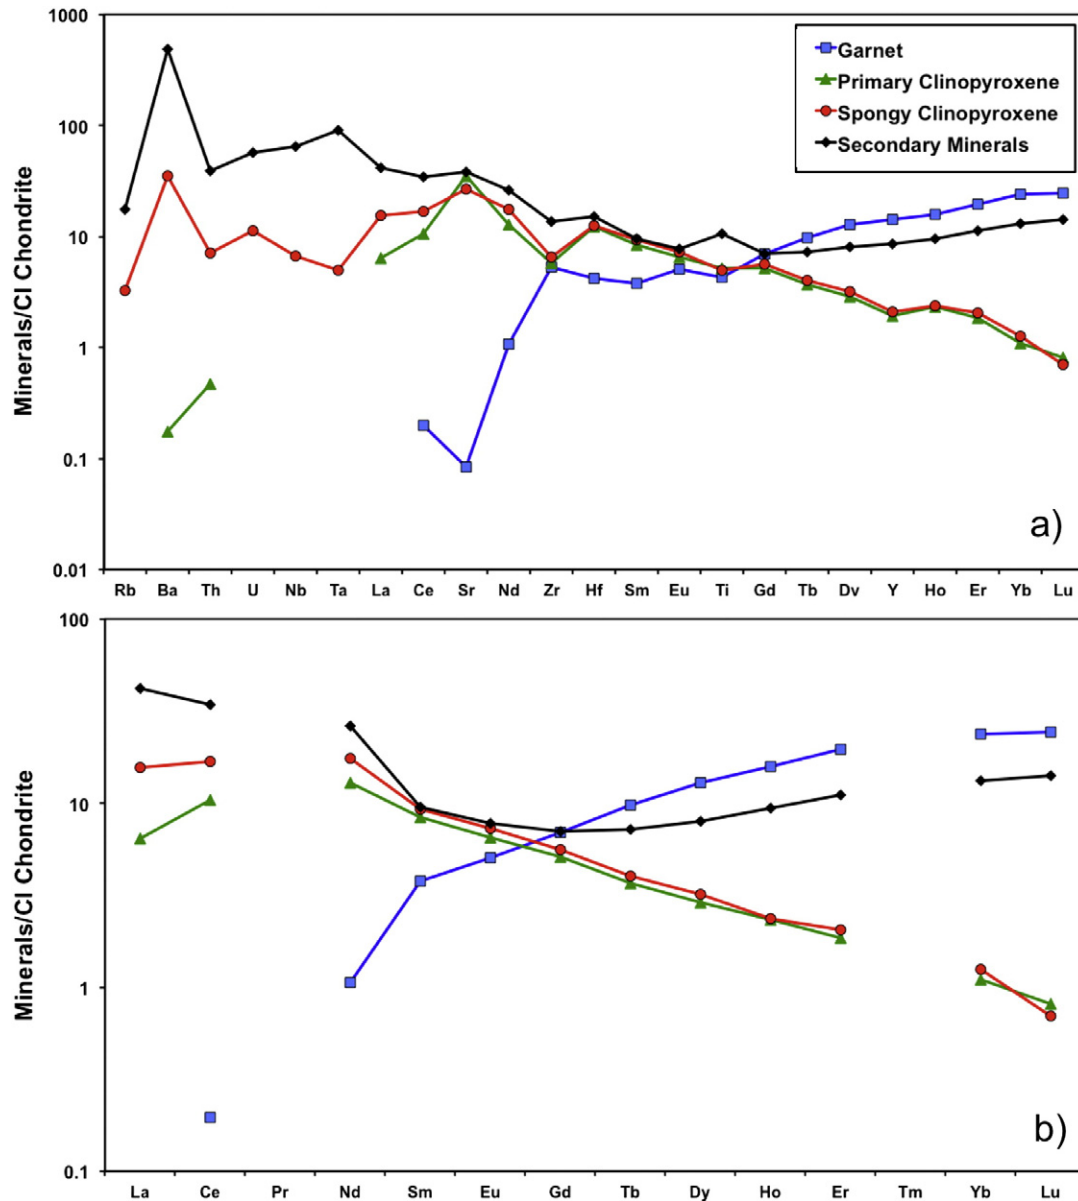 1000
Garnet
Primary Clinopyroxene
Spongy Clinopyroxene
Secondary Minerals
100
10
1
0.1
0.01
Minerals/CI Chondrite
a)
Rb Ba Th U Nb Ta La Ce Sr Nd Zr Hf Sm Eu Ti Gd Tb Dv Y Ho Er Yb Lu
100
10
1
0.1
Minerals/CI Chondrite
b)
La Ce Pr Nd Sm Eu Gd Tb Dy Ho Er Tm Yb Lu